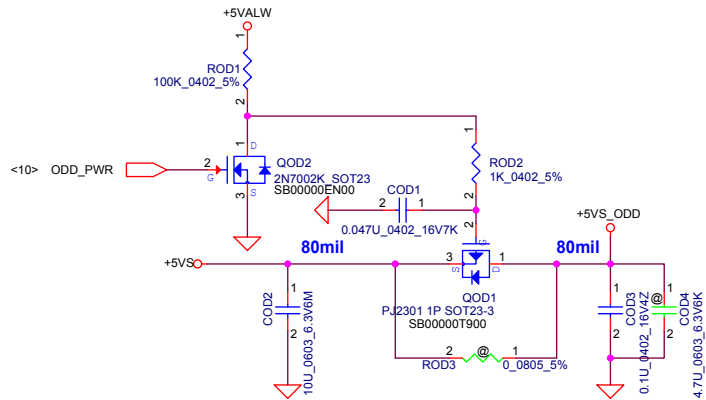 +5VALW
1
ROD1
100K_0402_5%
2
1
D
<10> ODD_PWR
2
G
QOD2
2N7002K_SOT23
SB00000EN00
3
S
1
ROD2
1K_0402_5%
2
COD1
2
1
0.047U_0402_16V7K
2
G
+5VS_ODD
80mil
80mil
+5VS
3
S
D
1
QOD1
PJ2301 1P SOT23-3
SB00000T900
1
COD2
2
10U_0603_6.3V6M
2
@
1
ROD3
0_0805_5%
1
COD3
2
0.1U_0402_16V4Z
@
1
COD4
2
4.7U_0603_6.3V6K